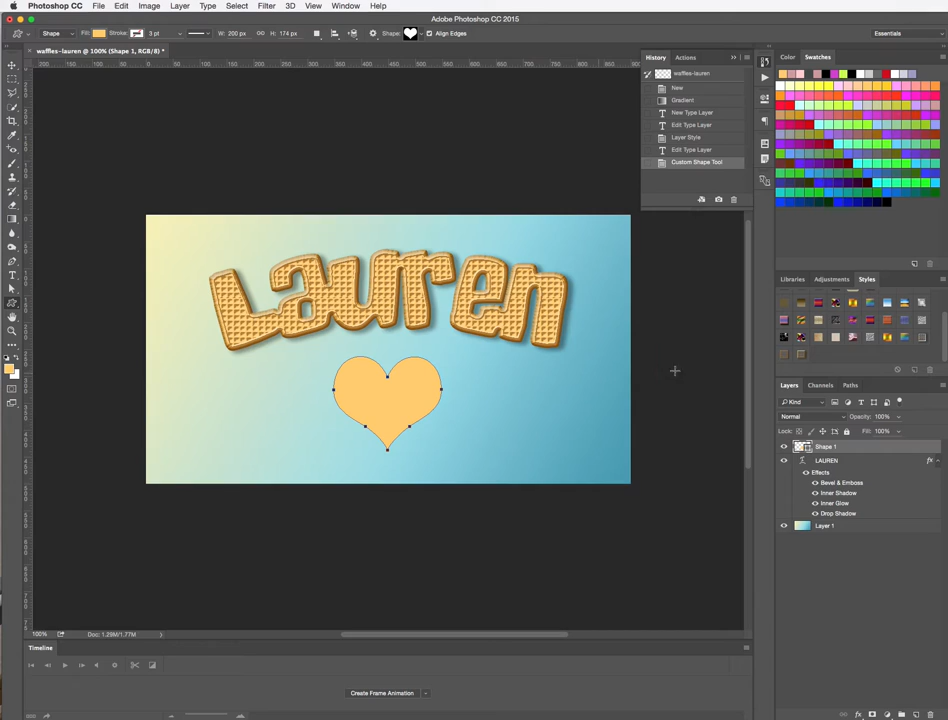 Photoshop CC File Edit Image Layer Type Select Filter 3D View Window Help
Adobe Photoshop CC 2015
Shape Fill: Stroke: 3 pt W: 200 px H: 174 px Shape: Align Edges Essentials
waffles-lauren @ 100% (Shape 1, RGB/8) *
History Actions
waffles-lauren
New
Gradient
New Type Layer
Edit Type Layer
Layer Style
Edit Type Layer
Custom Shape Tool
Color Swatches
Lauren
Libraries Adjustments Styles
Layers Channels Paths
Kind
Normal Opacity: 100%
Lock: Fill: 100%
Shape 1
LAUREN fx
Effects
Bevel & Emboss
Inner Shadow
Inner Glow
Drop Shadow
Layer 1
100% Doc: 1.29M/1.77M
Timeline
Create Frame Animation